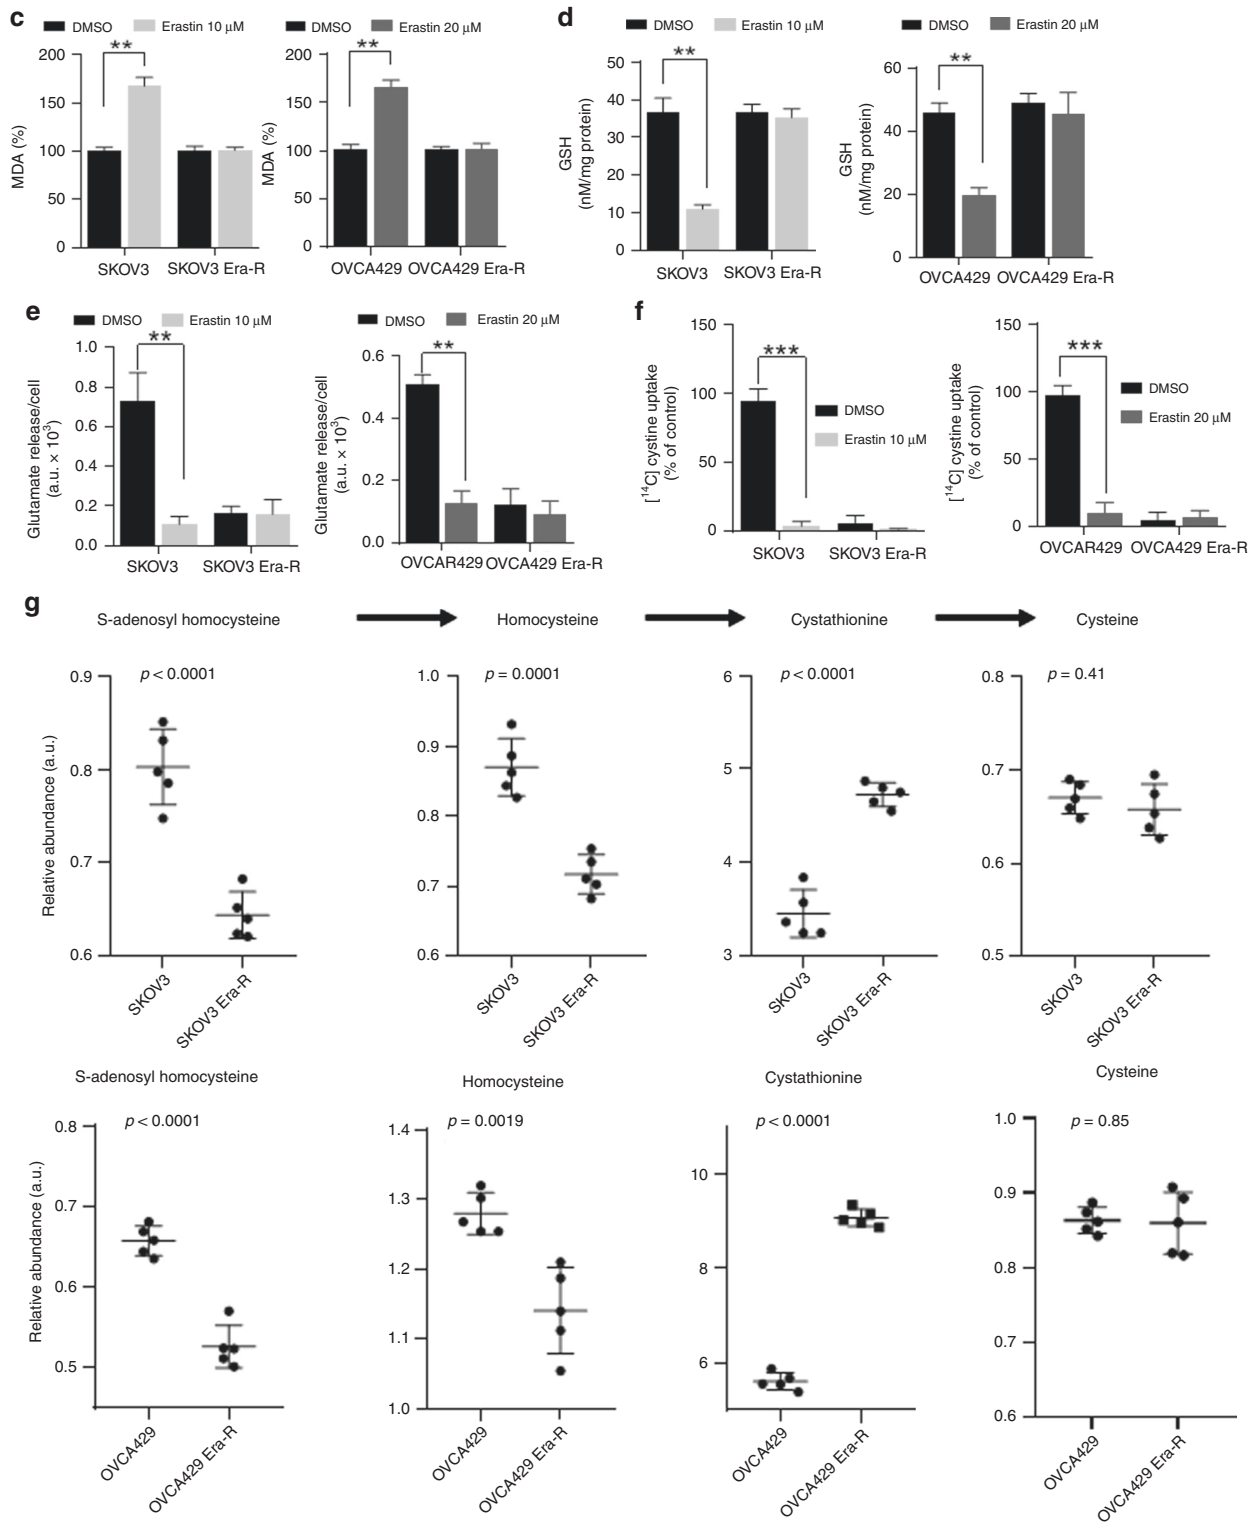 c
DMSO
Erastin 10 μM
**
200
150
100
50
0
MDA (%)
SKOV3
SKOV3 Era-R
DMSO
Erastin 20 μM
**
200
150
100
50
0
MDA (%)
OVCA429
OVCA429 Era-R
d
DMSO
Erastin 10 μM
**
50
40
30
20
10
0
GSH
(nM/mg protein)
SKOV3
SKOV3 Era-R
DMSO
Erastin 20 μM
**
60
40
20
0
GSH
(nM/mg protein)
OVCA429
OVCA429 Era-R
e
DMSO
Erastin 10 μM
**
1.0
0.8
0.6
0.4
0.2
0.0
Glutamate release/cell
(a.u. × 10³)
SKOV3
SKOV3 Era-R
DMSO
Erastin 20 μM
**
0.6
0.4
0.2
0.0
Glutamate release/cell
(a.u. × 10³)
OVCAR429
OVCA429 Era-R
f
150
100
50
0
***
[¹⁴C] cystine uptake
(% of control)
DMSO
Erastin 10 μM
SKOV3
SKOV3 Era-R
150
100
50
0
***
[¹⁴C] cystine uptake
(% of control)
DMSO
Erastin 20 μM
OVCAR429
OVCA429 Era-R
g
S-adenosyl homocysteine
Homocysteine
Cystathionine
Cysteine
Relative abundance (a.u.)
0.9
0.8
0.7
0.6
p < 0.0001
SKOV3
SKOV3 Era-R
1.0
0.9
0.8
0.7
0.6
p = 0.0001
SKOV3
SKOV3 Era-R
6
5
4
3
p < 0.0001
SKOV3
SKOV3 Era-R
0.8
0.7
0.6
0.5
p = 0.41
SKOV3
SKOV3 Era-R
S-adenosyl homocysteine
Relative abundance (a.u.)
0.8
0.7
0.6
0.5
p < 0.0001
OVCA429
OVCA429 Era-R
Homocysteine
1.4
1.3
1.2
1.1
1.0
p = 0.0019
OVCA429
OVCA429 Era-R
Cystathionine
10
8
6
p < 0.0001
OVCA429
OVCA429 Era-R
Cysteine
1.0
0.9
0.8
0.7
0.6
p = 0.85
OVCA429
OVCA429 Era-R